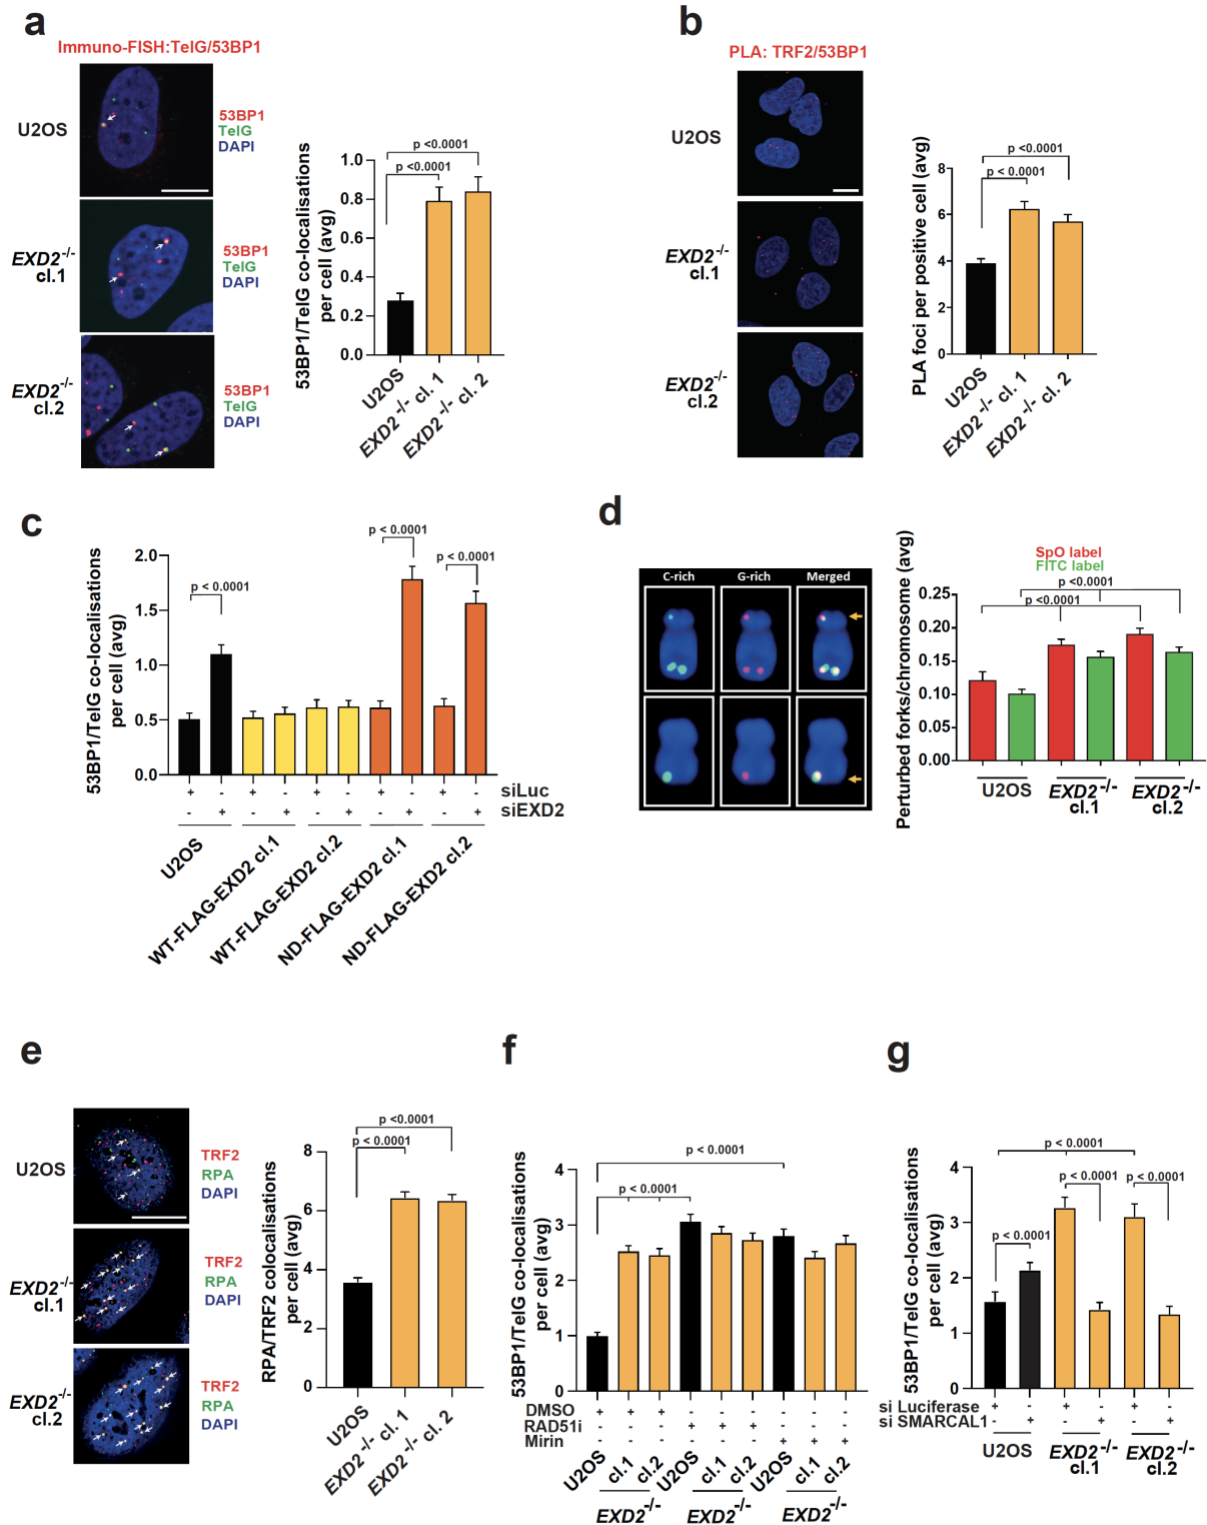 a
Immuno-FISH:TelG/53BP1
U2OS
53BP1
TelG
DAPI
EXD2-/-
cl.1
53BP1
TelG
DAPI
EXD2-/-
cl.2
53BP1
TelG
DAPI
53BP1/TelG co-localisations
per cell (avg)
1.0
0.8
0.6
0.4
0.2
0.0
p <0.0001
p <0.0001
U2OS
EXD2 -/- cl. 1
EXD2 -/- cl. 2
b
PLA: TRF2/53BP1
U2OS
EXD2-/-
cl.1
EXD2-/-
cl.2
PLA foci per positive cell (avg)
8
6
4
2
0
p <0.0001
p < 0.0001
U2OS
EXD2 -/- cl. 1
EXD2 -/- cl. 2
c
53BP1/TelG co-localisations
per cell (avg)
2.0
1.5
1.0
0.5
0.0
p < 0.0001
p < 0.0001
p < 0.0001
+ - + - + - + - + - siLuc
- + - + - + - + - + siEXD2
U2OS
WT-FLAG-EXD2 cl.1
WT-FLAG-EXD2 cl.2
ND-FLAG-EXD2 cl.1
ND-FLAG-EXD2 cl.2
d
C-rich G-rich Merged
Perturbed forks/chromosome (avg)
SpO label
FITC label
0.25
0.20
0.15
0.10
0.05
0.00
p <0.0001
p <0.0001
U2OS
EXD2-/-
cl.1
EXD2-/-
cl.2
e
U2OS
TRF2
RPA
DAPI
EXD2-/-
cl.1
TRF2
RPA
DAPI
EXD2-/-
cl.2
TRF2
RPA
DAPI
RPA/TRF2 colocalisations
per cell (avg)
8
6
4
2
0
p <0.0001
p < 0.0001
U2OS
EXD2-/- cl. 1
EXD2-/- cl. 2
f
53BP1/TelG co-localisations
per cell (avg)
4
3
2
1
0
p < 0.0001
p < 0.0001
DMSO + + + - - - - - -
RAD51i - - - + + + - - -
Mirin - - - - - - + + +
U2OS cl.1 cl.2 U2OS cl.1 cl.2 U2OS cl.1 cl.2
EXD2-/- EXD2-/- EXD2-/-
g
53BP1/TelG co-localisations
per cell (avg)
4
3
2
1
0
p < 0.0001
p <0.0001
p <0.0001
p <0.0001
si Luciferase + - + - + -
si SMARCAL1 - + - + - +
U2OS
EXD2-/-
cl.1
EXD2-/-
cl.2